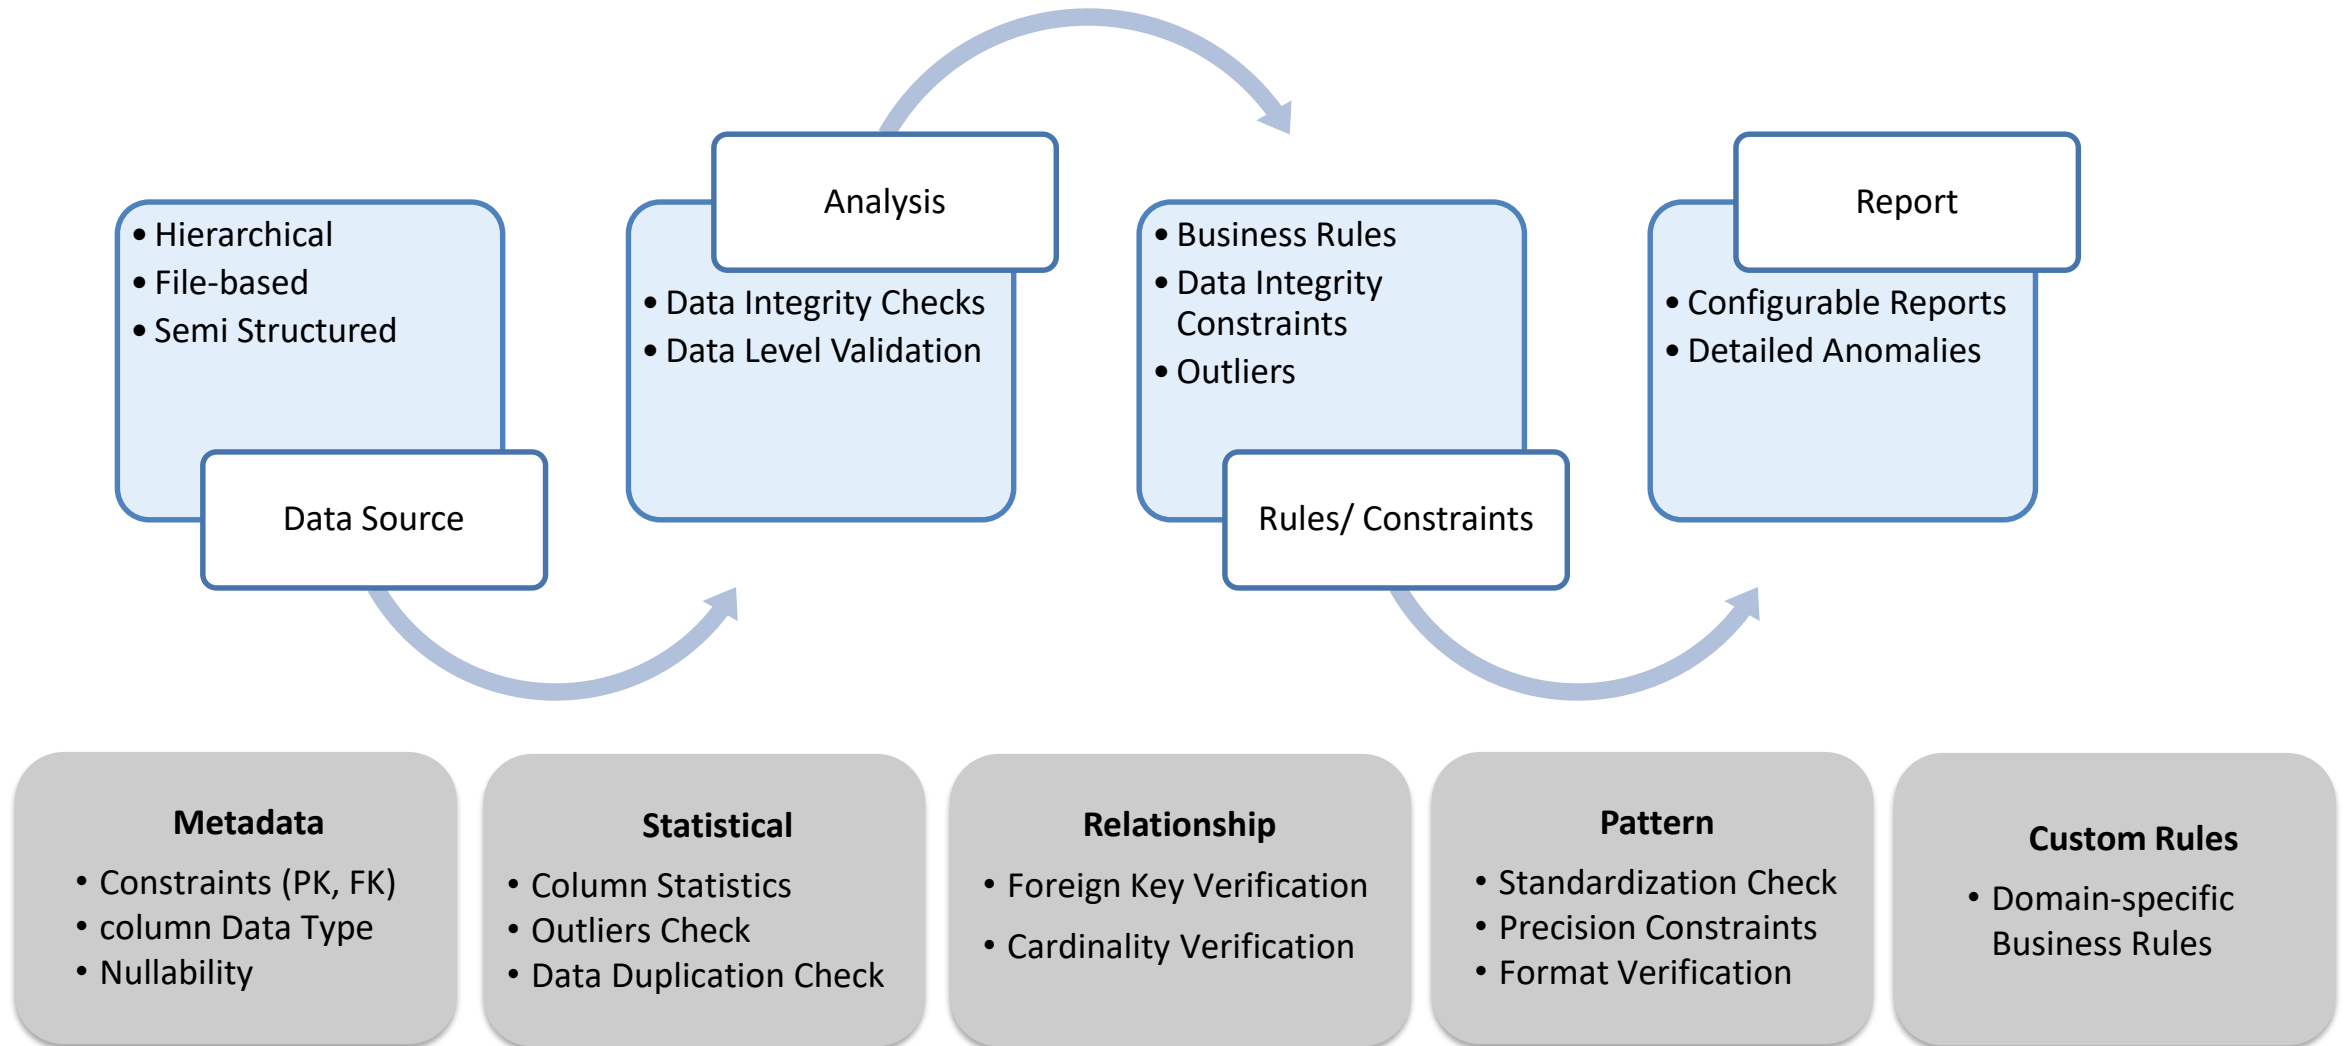 • Hierarchical
• File-based
• Semi Structured
Data Source
Analysis
• Data Integrity Checks
• Data Level Validation
• Business Rules
• Data Integrity
Constraints
• Outliers
Rules/ Constraints
Report
• Configurable Reports
• Detailed Anomalies
Metadata
• Constraints (PK, FK)
• column Data Type
• Nullability
Statistical
• Column Statistics
• Outliers Check
• Data Duplication Check
Relationship
• Foreign Key Verification
• Cardinality Verification
Pattern
• Standardization Check
• Precision Constraints
• Format Verification
Custom Rules
• Domain-specific
Business Rules